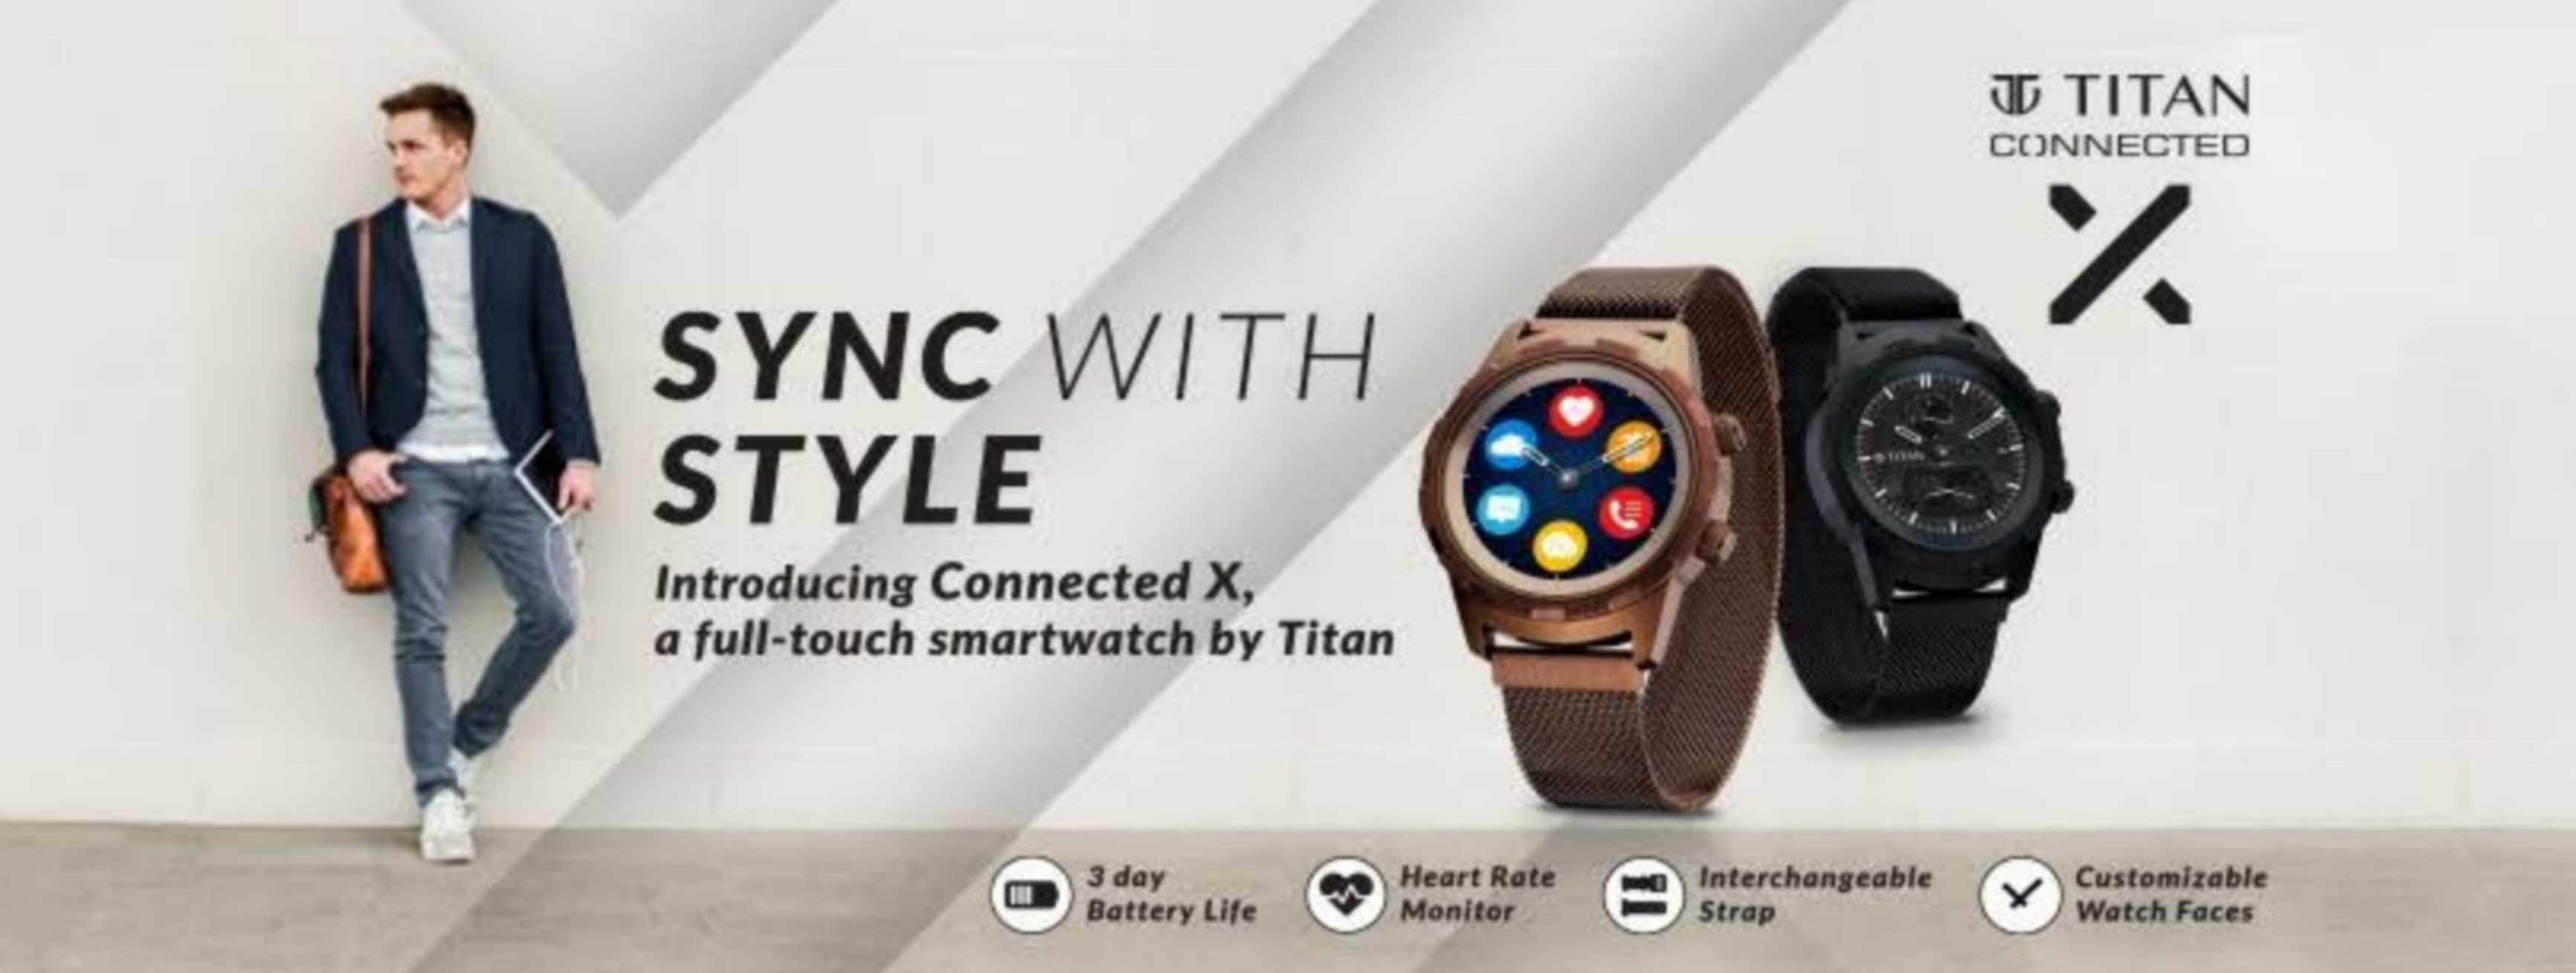 TITAN
CONNECTED
X
SYNC WITH
STYLE
Introducing Connected X,
a full-touch smartwatch by Titan
TITAN
3 day
Battery Life
Heart Rate
Monitor
Interchangeable
Strap
Customizable
Watch Faces